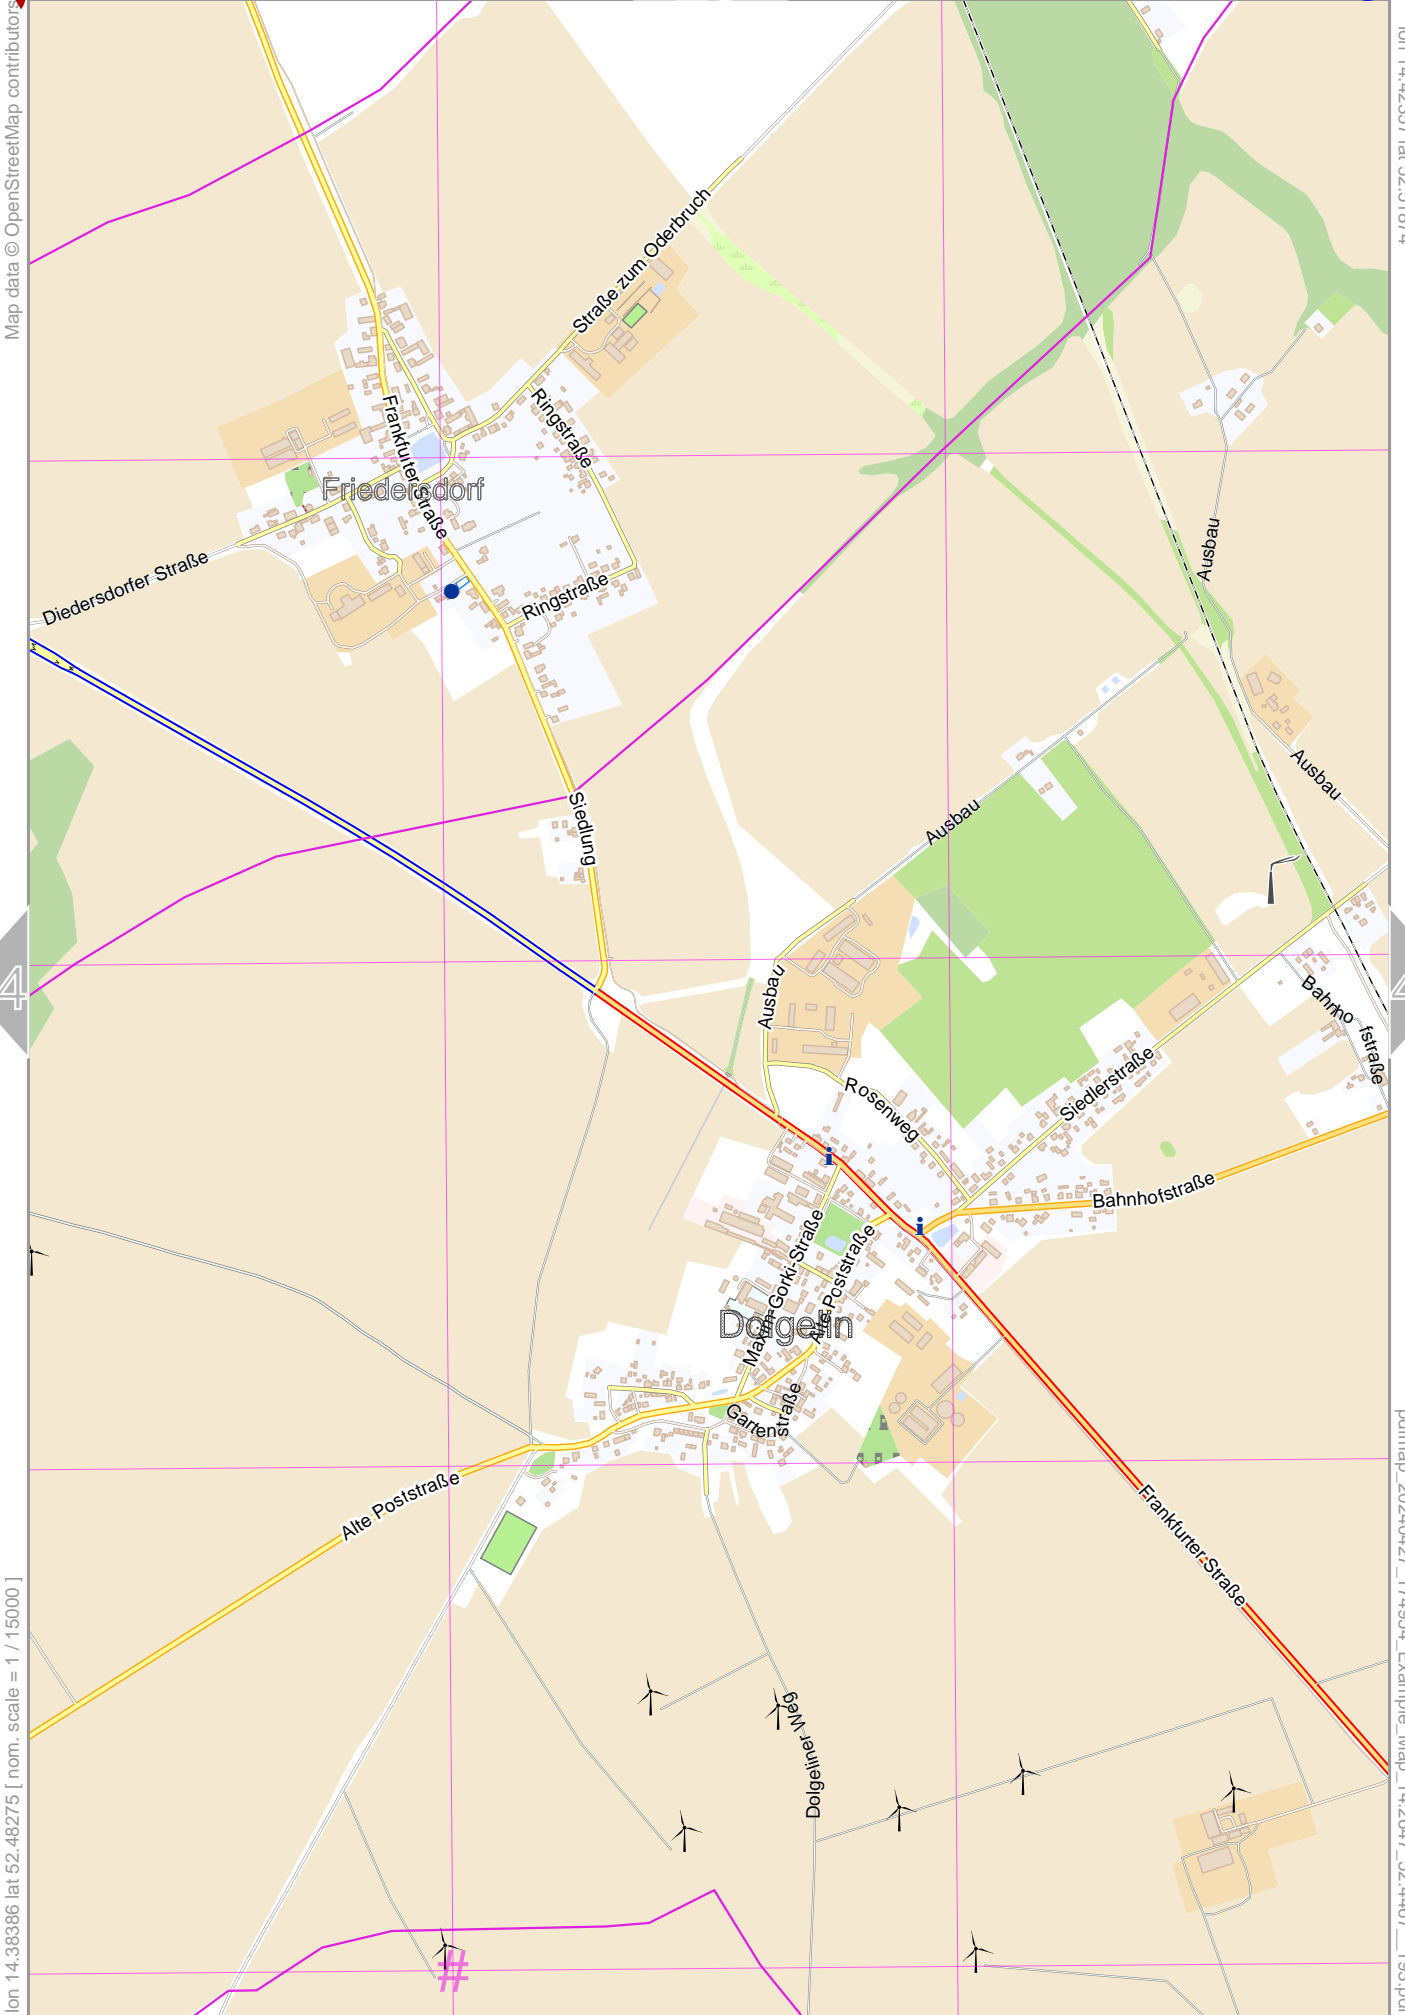 Map data © OpenStreetMap contributors
Straße zum Oderbruch
Ringstraße
Frankfurter Straße
Friedersdorf
Ausbau
Diedersdorfer Straße
Ringstraße
Ausbau
Siedlung
Ausbau
4
Ausbau
Bahnhofstraße
Rosenweg
Siedlerstraße
Bahnhofstraße
Maxim-Gorki-Straße
Alte Poststraße
Dolgelin
Gartenstraße
Alte Poststraße
Frankfurter Straße
Dolgeliner Weg
lon 14.38386 lat 52.48275 [ nom. scale = 1 / 15000 ]
#